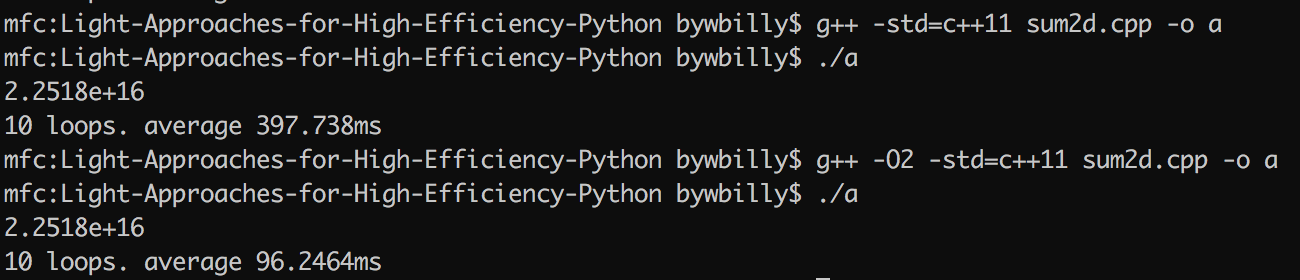 mfc:Light-Approaches-for-High-Efficiency-Python bywbilly$ g++ -std=c++11 sum2d.cpp -o a
mfc:Light-Approaches-for-High-Efficiency-Python bywbilly$ ./a
2.2518e+16
10 loops. average 397.738ms
mfc:Light-Approaches-for-High-Efficiency-Python bywbilly$ g++ -O2 -std=c++11 sum2d.cpp -o a
mfc:Light-Approaches-for-High-Efficiency-Python bywbilly$ ./a
2.2518e+16
10 loops. average 96.2464ms